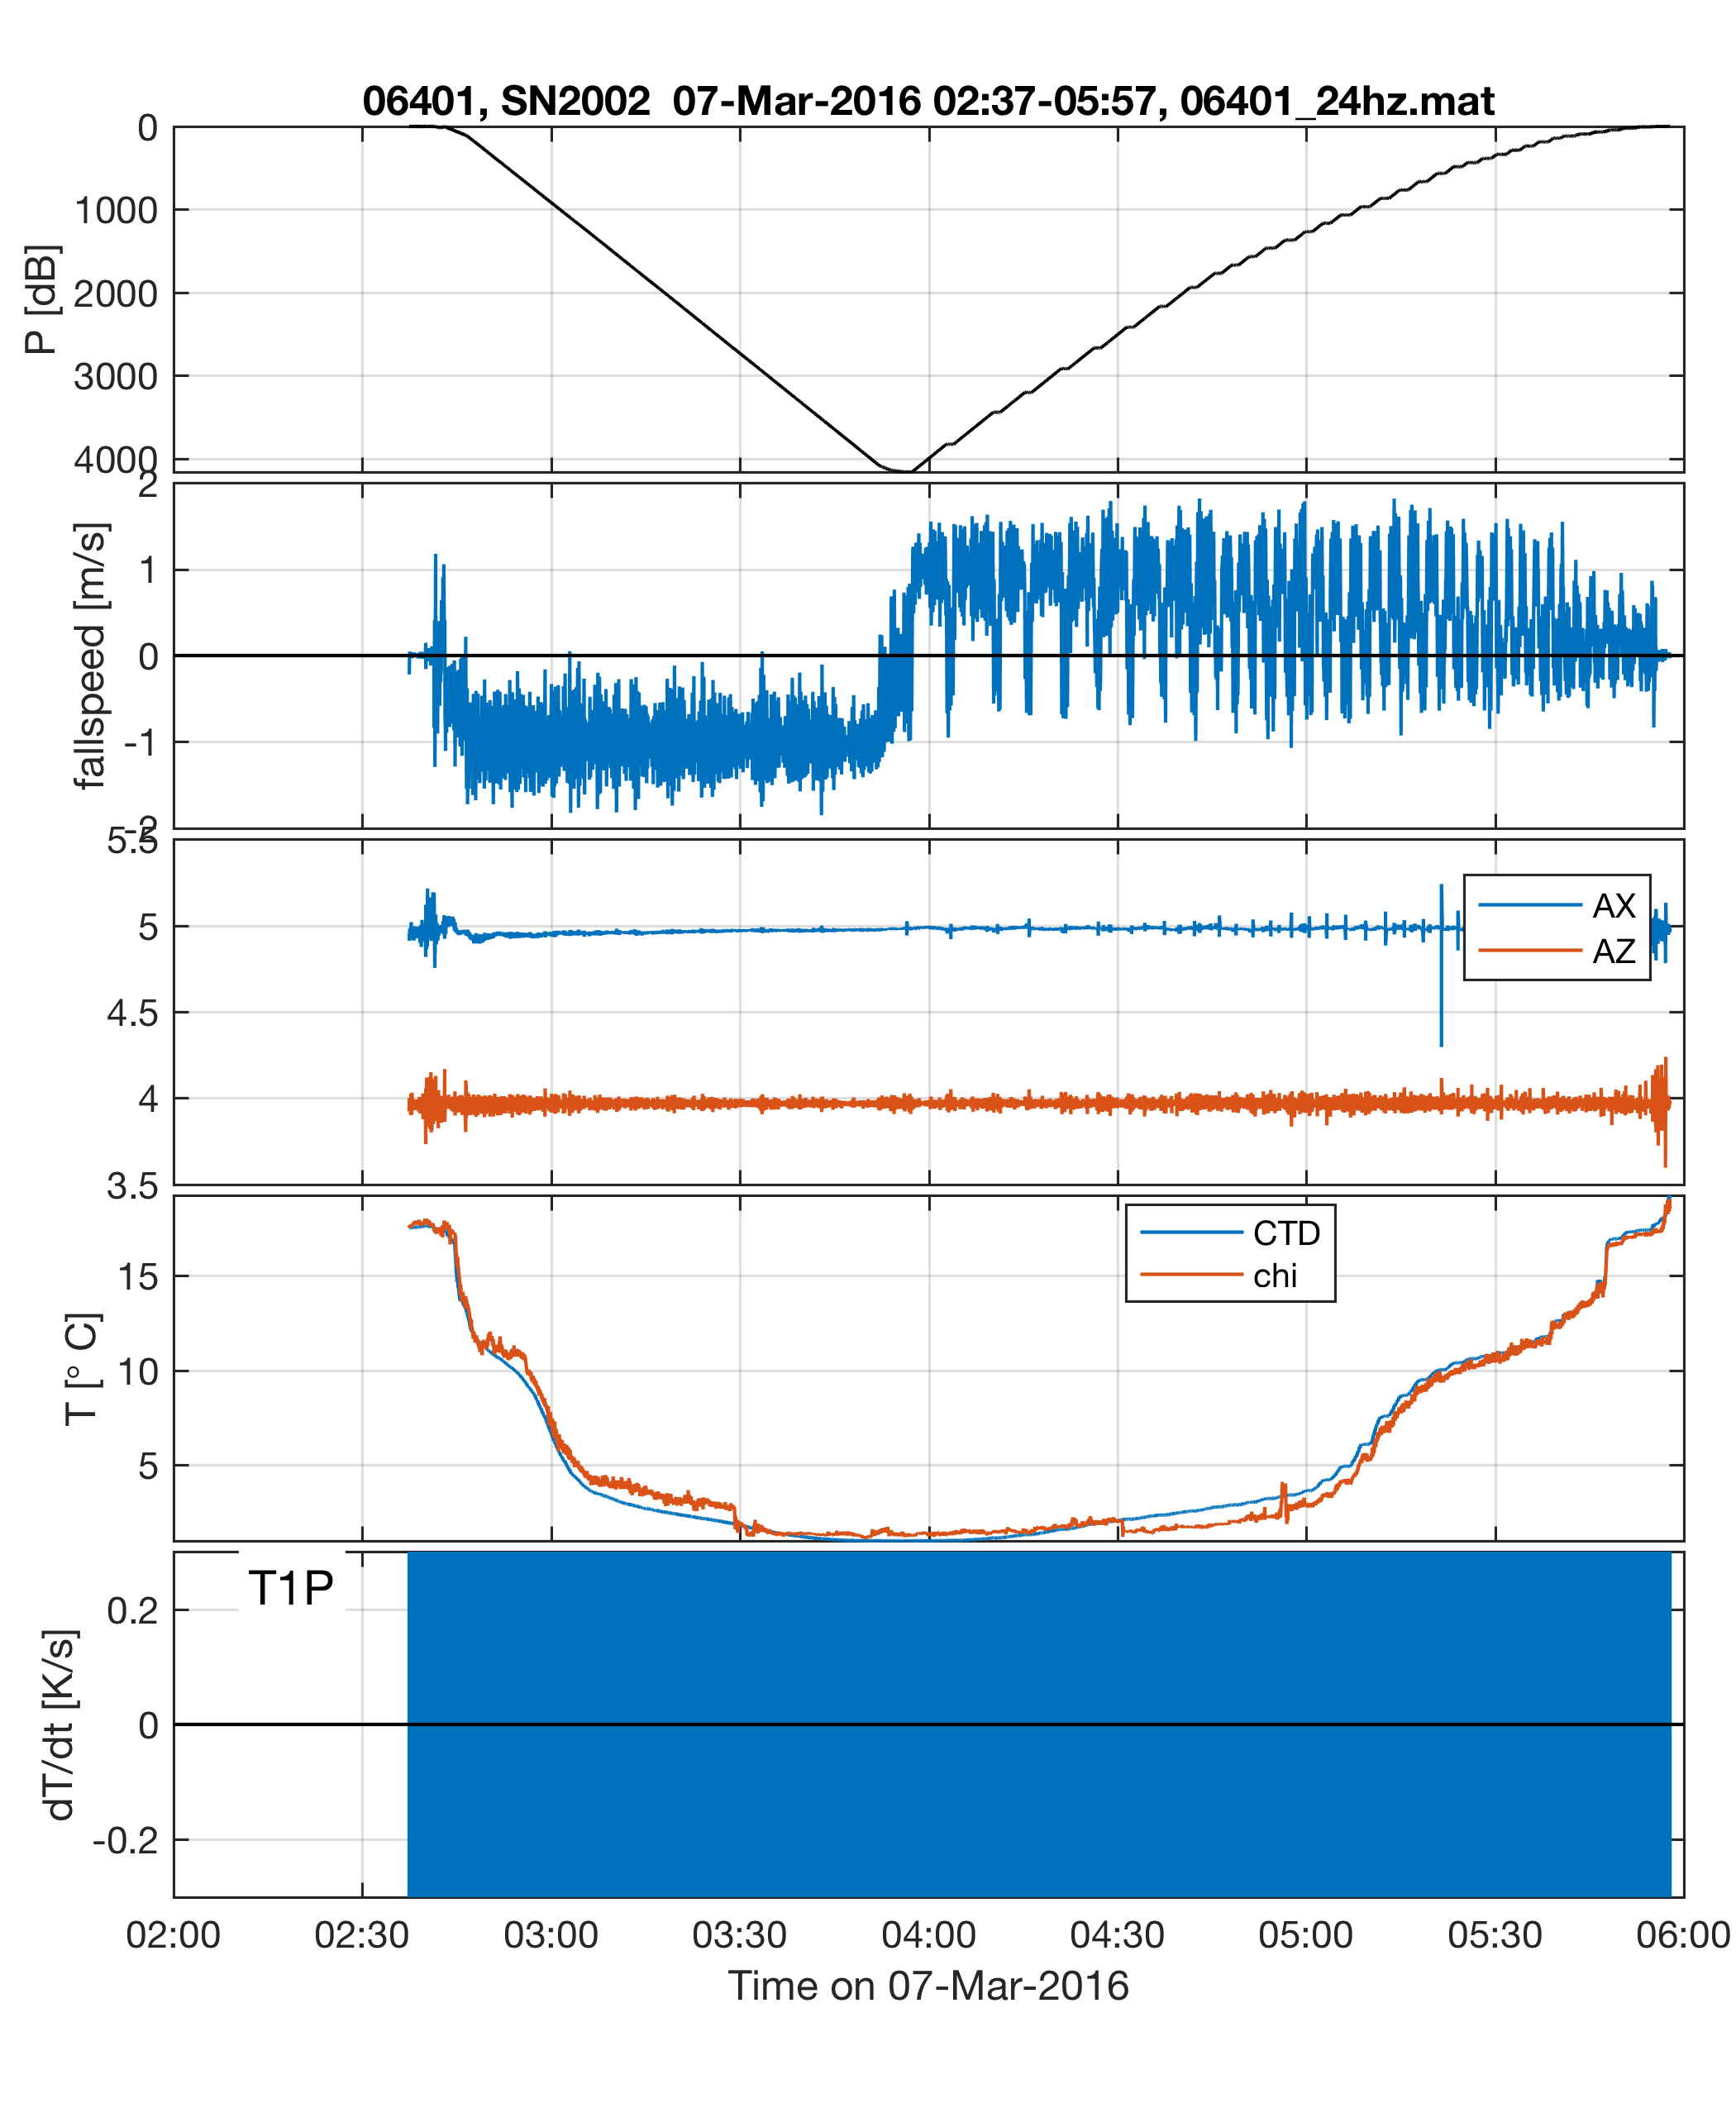 06401, SN2002  07-Mar-2016 02:37-05:57, 06401_24hz.mat
0
1000
2000
3000
4000
P [dB]
2
1
0
-1
-2
fallspeed [m/s]
5.5
5
4.5
4
3.5
AX
AZ
15
10
5
T [° C]
CTD
chi
T1P
0.2
0
-0.2
dT/dt [K/s]
02:00 02:30 03:00 03:30 04:00 04:30 05:00 05:30 06:00
Time on 07-Mar-2016